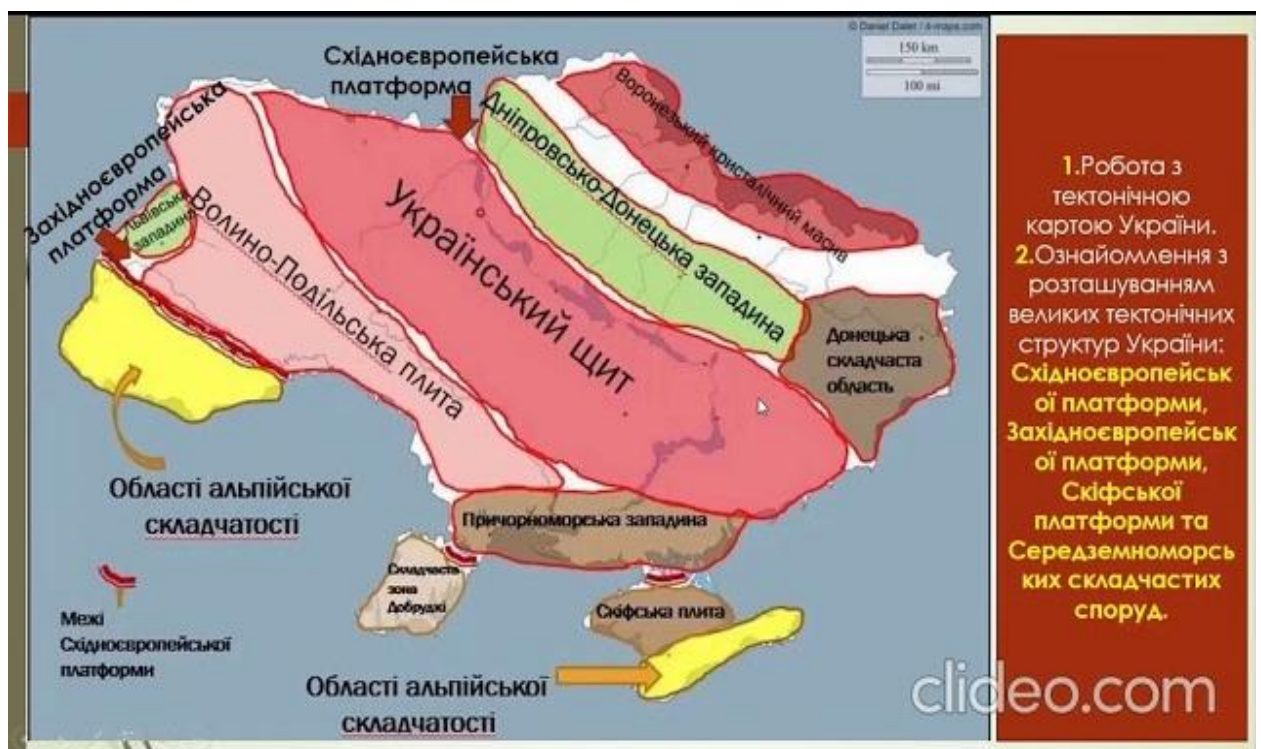 © Daniel Dalet / d-maps.com
150 km
100 mi
Східноєвропейська
платформа
Західноєвропейська
платформа
Львівська
западина
Волино-Подільська плита
Український щит
Дніпровсько-Донецька западина
Воронезький кристалічний масив
Донецька
складчаста
область
Області альпійської
складчатості
Причорноморська западина
Складчаста
зона
Добруджі
Скіфська плита
Межі
Східноєвропейської
платформи
Області альпійської
складчатості
1.Робота з
тектонічною
картою України.
2.Ознайомлення з
розташуванням
великих тектонічних
структур України:
Східноєвропейськ
ої платформи,
Західноєвропейськ
ої платформи,
Скіфської
платформи та
Середземноморсь
ких складчастих
споруд.
clideo.com